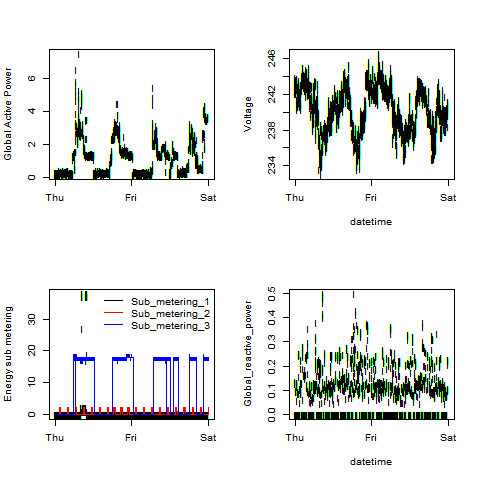 Global Active Power
0 2 4 6
Thu Fri Sat
Voltage
234 238 242 246
Thu Fri Sat
datetime
Energy sub metering
0 10 20 30
Sub_metering_1
Sub_metering_2
Sub_metering_3
Thu Fri Sat
Global_reactive_power
0.0 0.1 0.2 0.3 0.4 0.5
Thu Fri Sat
datetime